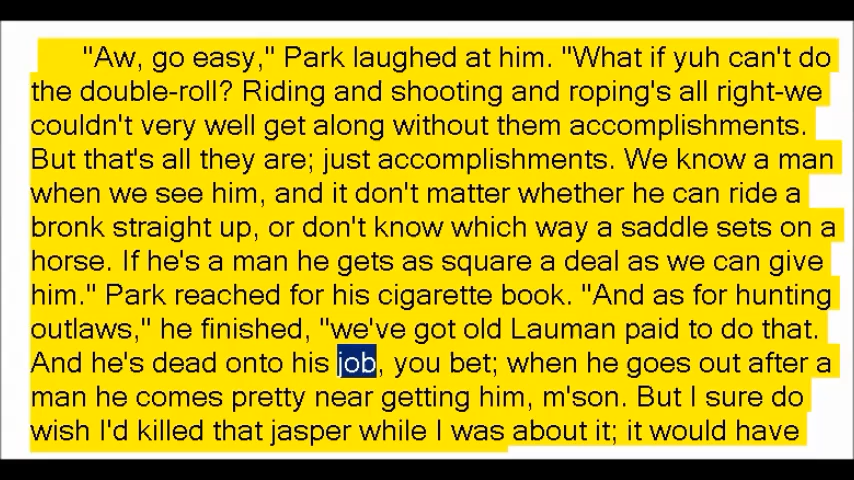 "Aw, go easy," Park laughed at him. "What if yuh can't do
the double-roll? Riding and shooting and roping's all right-we
couldn't very well get along without them accomplishments.
But that's all they are; just accomplishments. We know a man
when we see him, and it don't matter whether he can ride a
bronk straight up, or don't know which way a saddle sets on a
horse. If he's a man he gets as square a deal as we can give
him." Park reached for his cigarette book. "And as for hunting
outlaws," he finished, "we've got old Lauman paid to do that.
And he's dead onto his job, you bet; when he goes out after a
man he comes pretty near getting him, m'son. But I sure do
wish I'd killed that jasper while I was about it; it would have